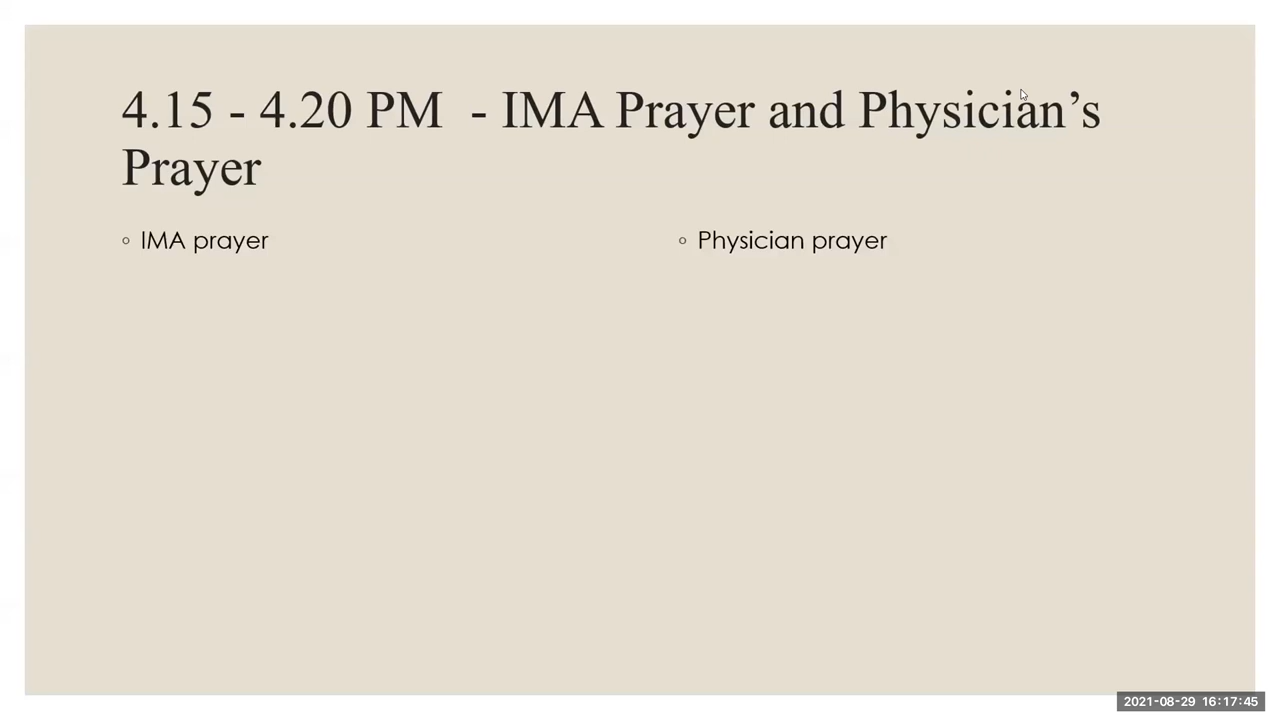 4.15 - 4.20 PM  - IMA Prayer and Physician’s
Prayer
◦ IMA prayer
◦ Physician prayer
2021-08-29 16:17:45